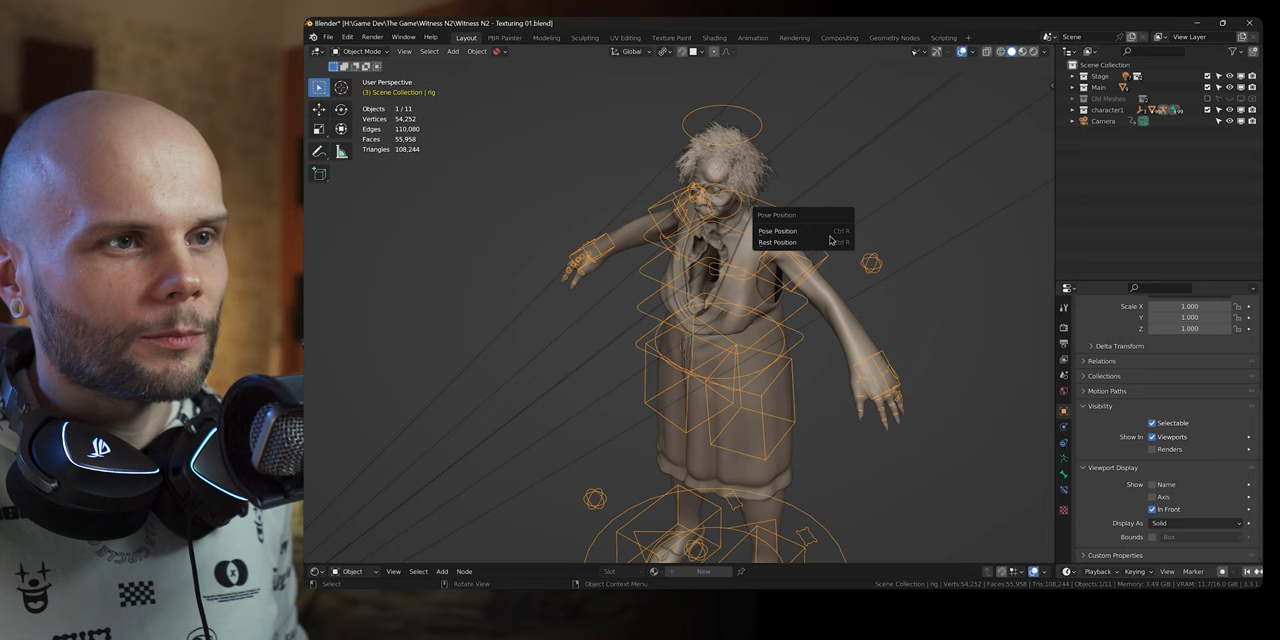 Blender* [H:\Game Dev\The Game\Witness N2\Witness N2 - Texturing 01.blend]
File Edit Render Window Help Layout PBR Painter Modeling Sculpting UV Editing Texture Paint Shading Animation Rendering Compositing Geometry Nodes Scripting Scene View Layer
Object Mode View Select Add Object Global
User Perspective
(3) Scene Collection | rig
Objects 1 / 11
Vertices 54,252
Edges 110,080
Faces 55,958
Triangles 108,244
Pose Position
Pose Position Ctrl R
Rest Position Ctrl R
Scene Collection
Stage
Main
Old Meshes
character1
Camera
Scale X 1.000
Y 1.000
Z 1.000
Delta Transform
Relations
Collections
Motion Paths
Visibility
Selectable
Show In Viewports
Renders
Viewport Display
Show Name
Axis
In Front
Display As Solid
Bounds Box
Custom Properties
Object View Select Add Node Slot New Playback Keying View Marker
Select Rotate View Object Context Menu Scene Collection | rig | Verts:54,252 | Faces:55,958 | Tris:108,244 | Objects:1/11 | Memory: 3.49 GiB | VRAM: 11.7/16.0 GiB | 3.3.1